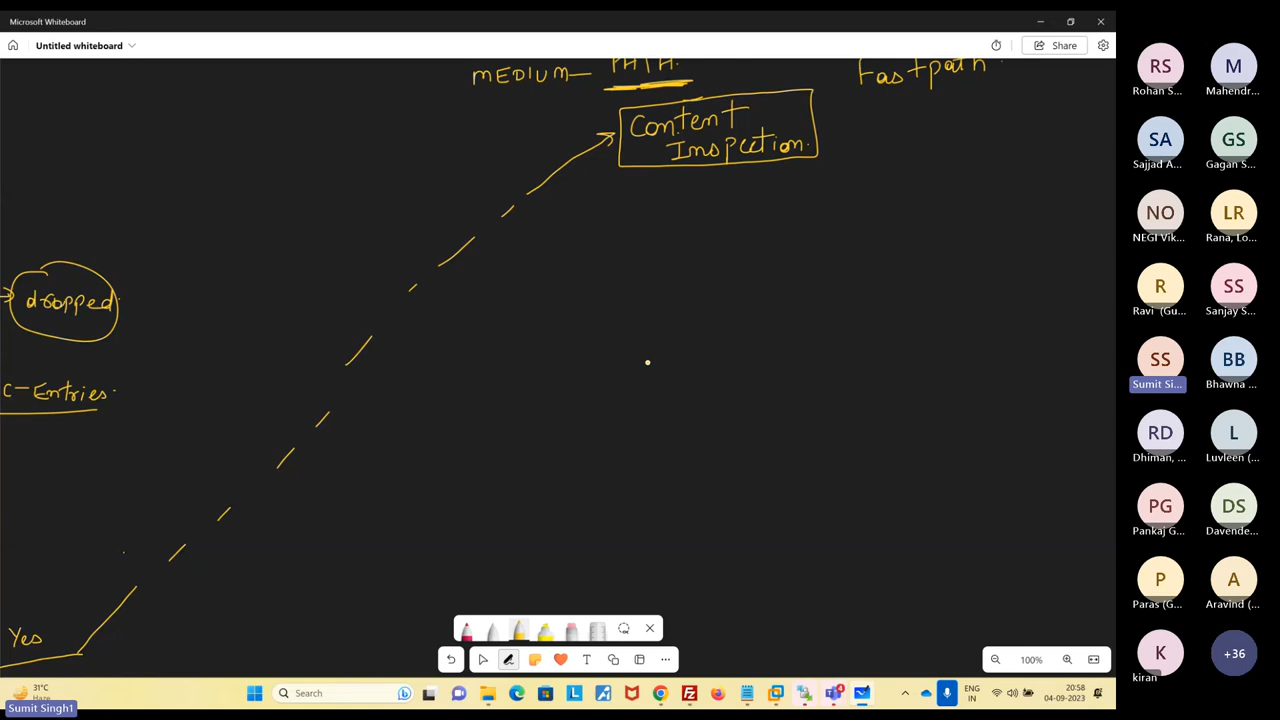 Microsoft Whiteboard
Untitled whiteboard
Share
MEDIUM— PATH.
Fastpath
Content
Inspection.
dropped
C-Entries
Yes
100%
RS
Rohan S...
M
Mahendr...
SA
Sajjad A...
GS
Gagan S...
NO
NEGI Vik...
LR
Rana, Lo...
R
Ravi (Gu...
SS
Sanjay S...
SS
Sumit Si...
BB
Bhawna ...
RD
Dhiman, ...
L
Luvleen (...
PG
Pankaj G...
DS
Davende...
P
Paras (G...
A
Aravind (...
K
kiran
+36
31°C
Haze
Search
ENG
IN
20:58
04-09-2023
Sumit Singh1